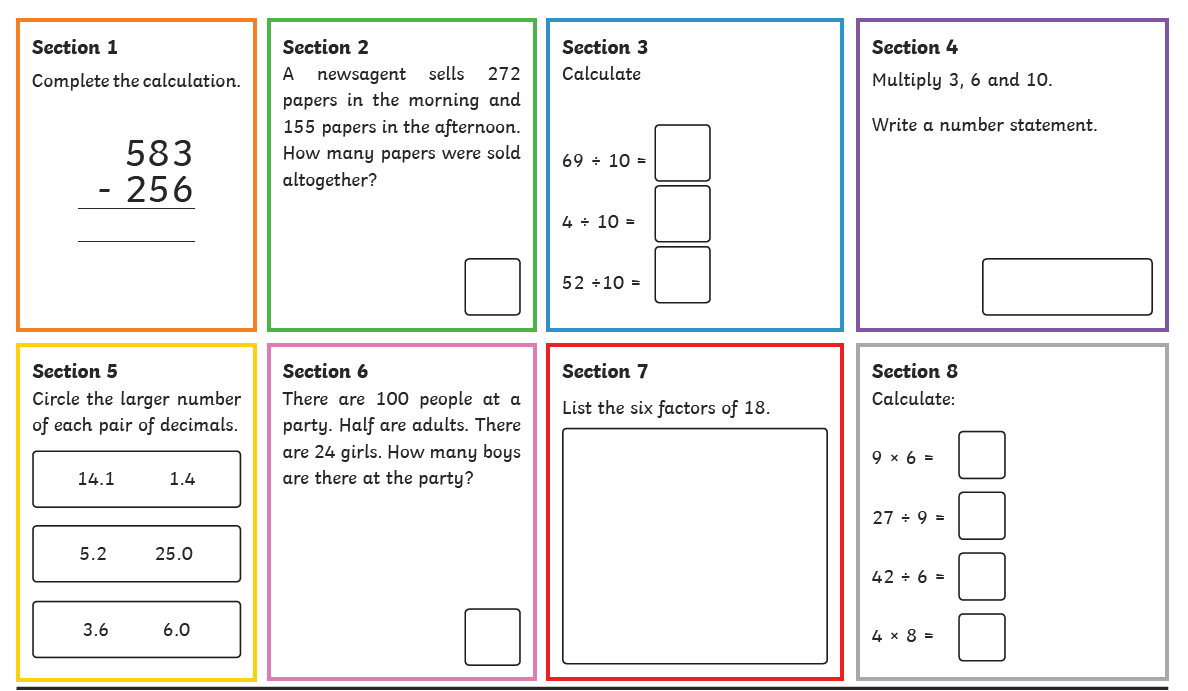 Section 1
Complete the calculation.
583
- 256
Section 2
A newsagent sells 272
papers in the morning and
155 papers in the afternoon.
How many papers were sold
altogether?
Section 3
Calculate
69 ÷ 10 =
4 ÷ 10 =
52 ÷10 =
Section 4
Multiply 3, 6 and 10.
Write a number statement.
Section 5
Circle the larger number
of each pair of decimals.
14.1 1.4
5.2 25.0
3.6 6.0
Section 6
There are 100 people at a
party. Half are adults. There
are 24 girls. How many boys
are there at the party?
Section 7
List the six factors of 18.
Section 8
Calculate:
9 × 6 =
27 ÷ 9 =
42 ÷ 6 =
4 × 8 =